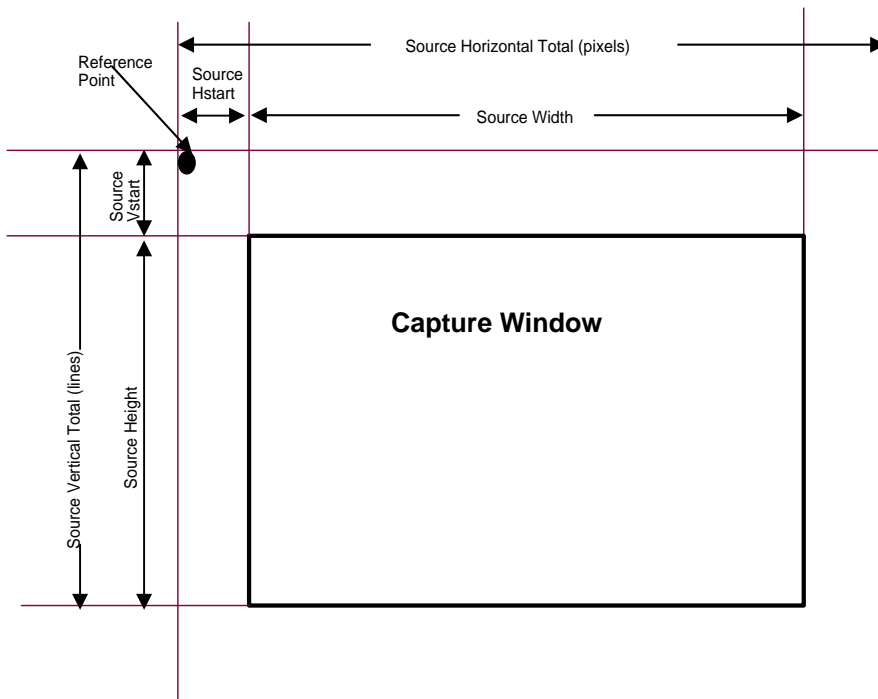 Source Horizontal Total (pixels)
Reference
Point
Source
Hstart
Source Width
Source
Vstart
Capture Window
Source Vertical Total (lines)
Source Height